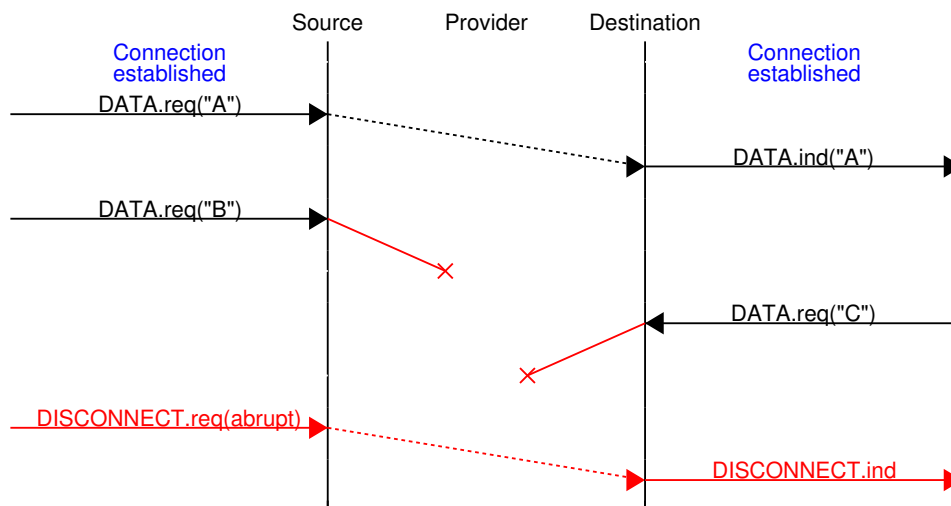 Source Provider Destination
Connection
established
Connection
established
DATA.req("A")
DATA.ind("A")
DATA.req("B")
DATA.req("C")
DISCONNECT.req(abrupt)
DISCONNECT.ind